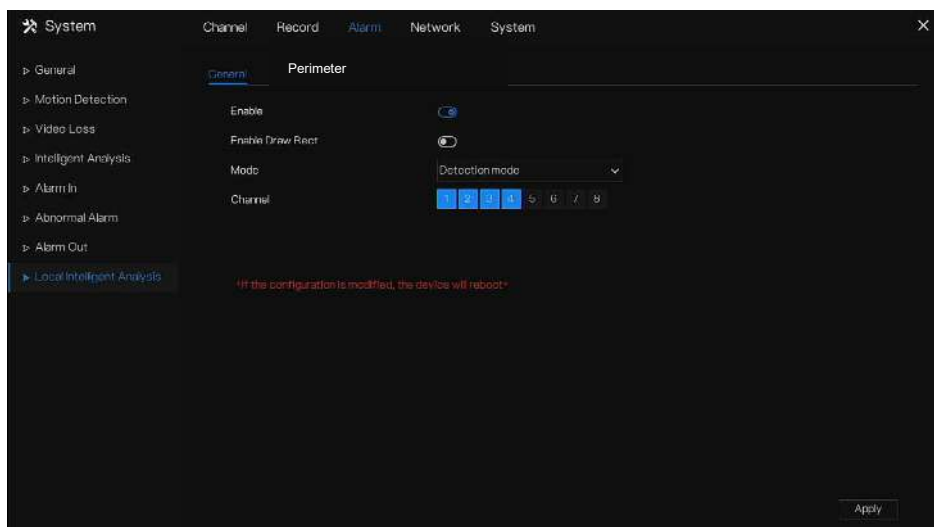 System
Channel Record Alarm Network System
General
Motion Detection
Video Loss
Intelligent Analysis
Alarm In
Abnormal Alarm
Alarm Out
Local Intelligent Analysis
General Perimeter
Enable
Enable Draw Rect
Mode Detection mode
Channel 1 2 3 4 5 6 7 8
*If the configuration is modified, the device will reboot*
Apply